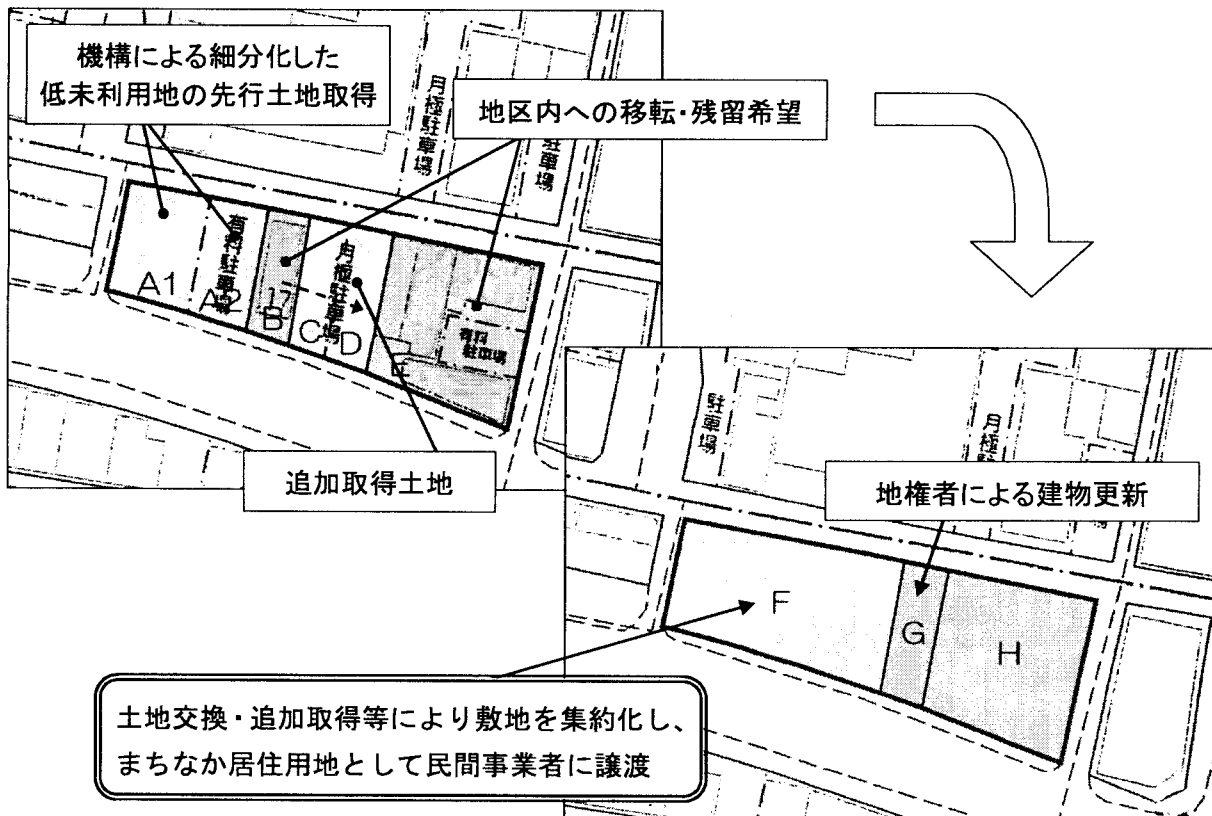 機構による細分化した
低未利用地の先行土地取得
地区内への移転・残留希望
月極駐車場
駐車場
有料駐車場
月極駐車場
有料
駐車場
A1
A2
17
B
C
D
E
追加取得土地
駐車場
月極
地権者による建物更新
F
G
H
土地交換・追加取得等により敷地を集約化し、
まちなか居住用地として民間事業者に譲渡